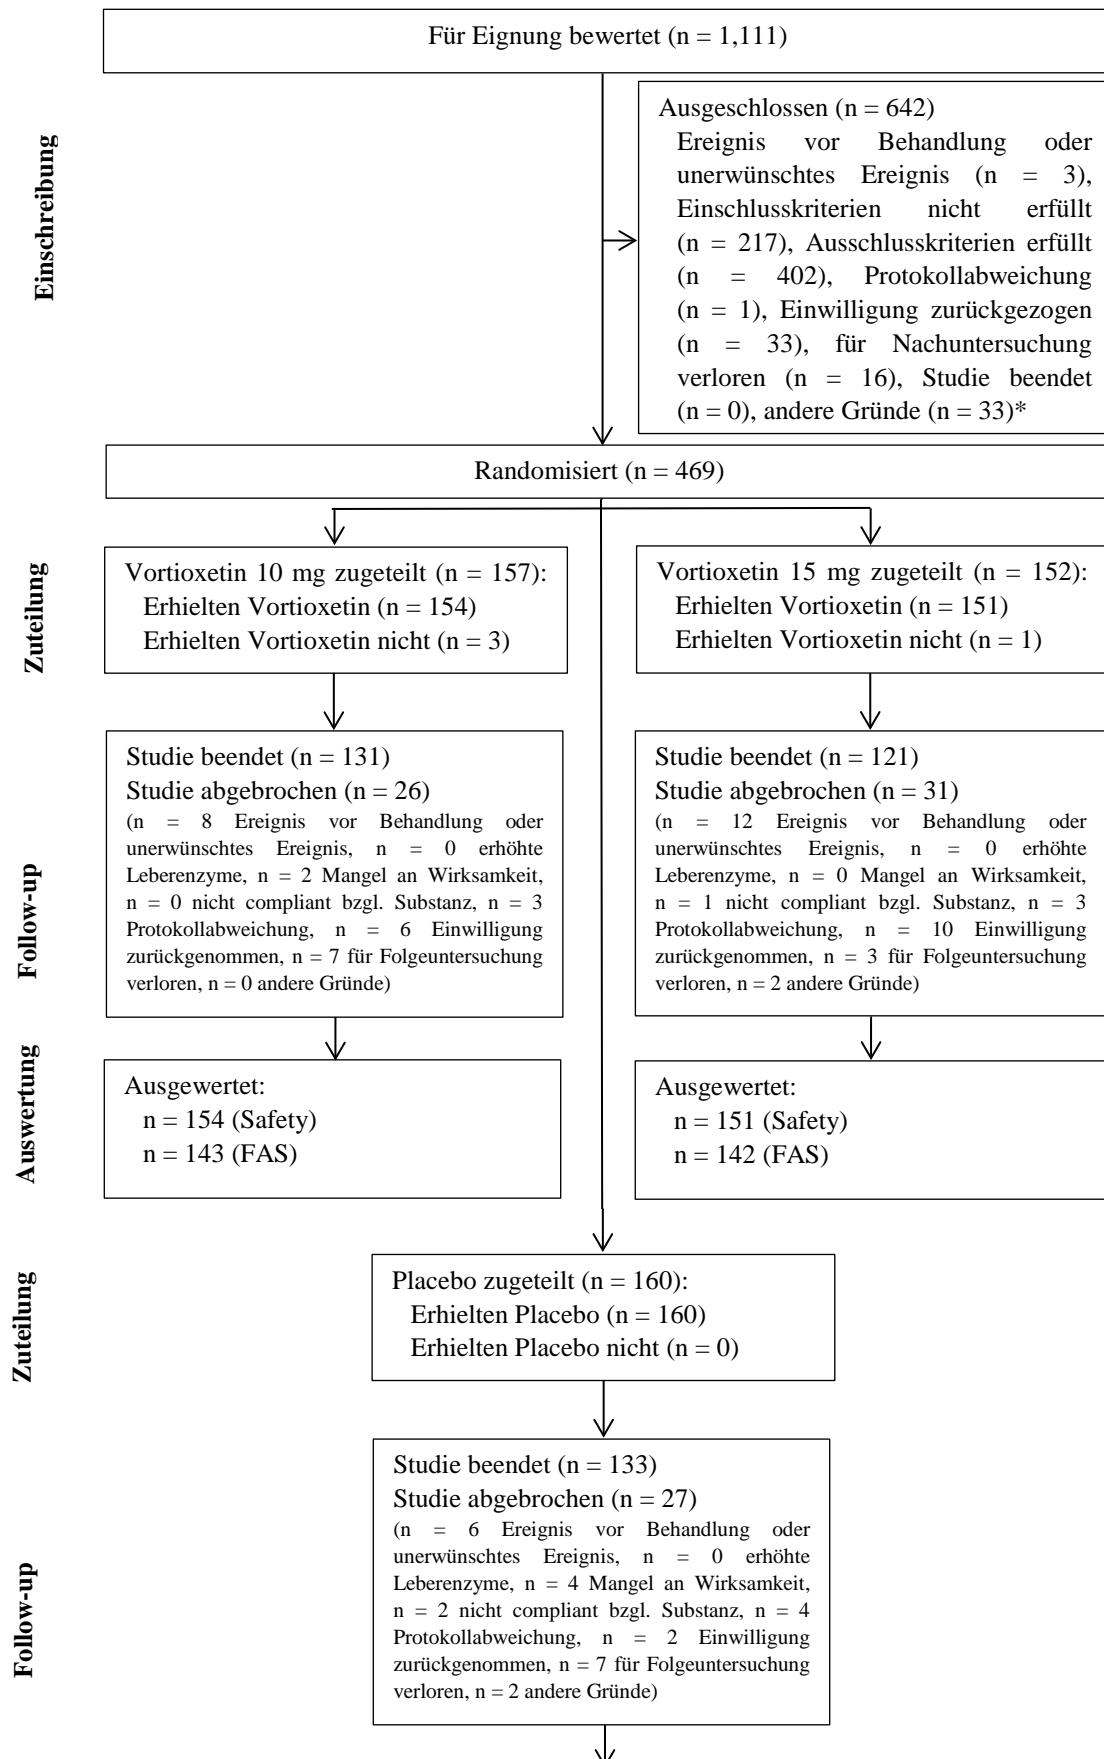 Für Eignung bewertet (n = 1,111)
Einschreibung
Ausgeschlossen (n = 642)
Ereignis vor Behandlung oder
unerwünschtes Ereignis (n = 3),
Einschlusskriterien nicht erfüllt
(n = 217), Ausschlusskriterien erfüllt
(n = 402), Protokollabweichung
(n = 1), Einwilligung zurückgezogen
(n = 33), für Nachuntersuchung
verloren (n = 16), Studie beendet
(n = 0), andere Gründe (n = 33)*
Randomisiert (n = 469)
Zuteilung
Vortioxetin 10 mg zugeteilt (n = 157):
Erhielten Vortioxetin (n = 154)
Erhielten Vortioxetin nicht (n = 3)
Vortioxetin 15 mg zugeteilt (n = 152):
Erhielten Vortioxetin (n = 151)
Erhielten Vortioxetin nicht (n = 1)
Follow-up
Studie beendet (n = 131)
Studie abgebrochen (n = 26)
(n = 8 Ereignis vor Behandlung oder
unerwünschtes Ereignis, n = 0 erhöhte
Leberenzyme, n = 2 Mangel an Wirksamkeit,
n = 0 nicht compliant bzgl. Substanz, n = 3
Protokollabweichung, n = 6 Einwilligung
zurückgenommen, n = 7 für Folgeuntersuchung
verloren, n = 0 andere Gründe)
Studie beendet (n = 121)
Studie abgebrochen (n = 31)
(n = 12 Ereignis vor Behandlung oder
unerwünschtes Ereignis, n = 0 erhöhte
Leberenzyme, n = 0 Mangel an Wirksamkeit,
n = 1 nicht compliant bzgl. Substanz, n = 3
Protokollabweichung, n = 10 Einwilligung
zurückgenommen, n = 3 für Folgeuntersuchung
verloren, n = 2 andere Gründe)
Auswertung
Ausgewertet:
n = 154 (Safety)
n = 143 (FAS)
Ausgewertet:
n = 151 (Safety)
n = 142 (FAS)
Zuteilung
Placebo zugeteilt (n = 160):
Erhielten Placebo (n = 160)
Erhielten Placebo nicht (n = 0)
Follow-up
Studie beendet (n = 133)
Studie abgebrochen (n = 27)
(n = 6 Ereignis vor Behandlung oder
unerwünschtes Ereignis, n = 0 erhöhte
Leberenzyme, n = 4 Mangel an Wirksamkeit,
n = 2 nicht compliant bzgl. Substanz, n = 4
Protokollabweichung, n = 2 Einwilligung
zurückgenommen, n = 7 für Folgeuntersuchung
verloren, n = 2 andere Gründe)